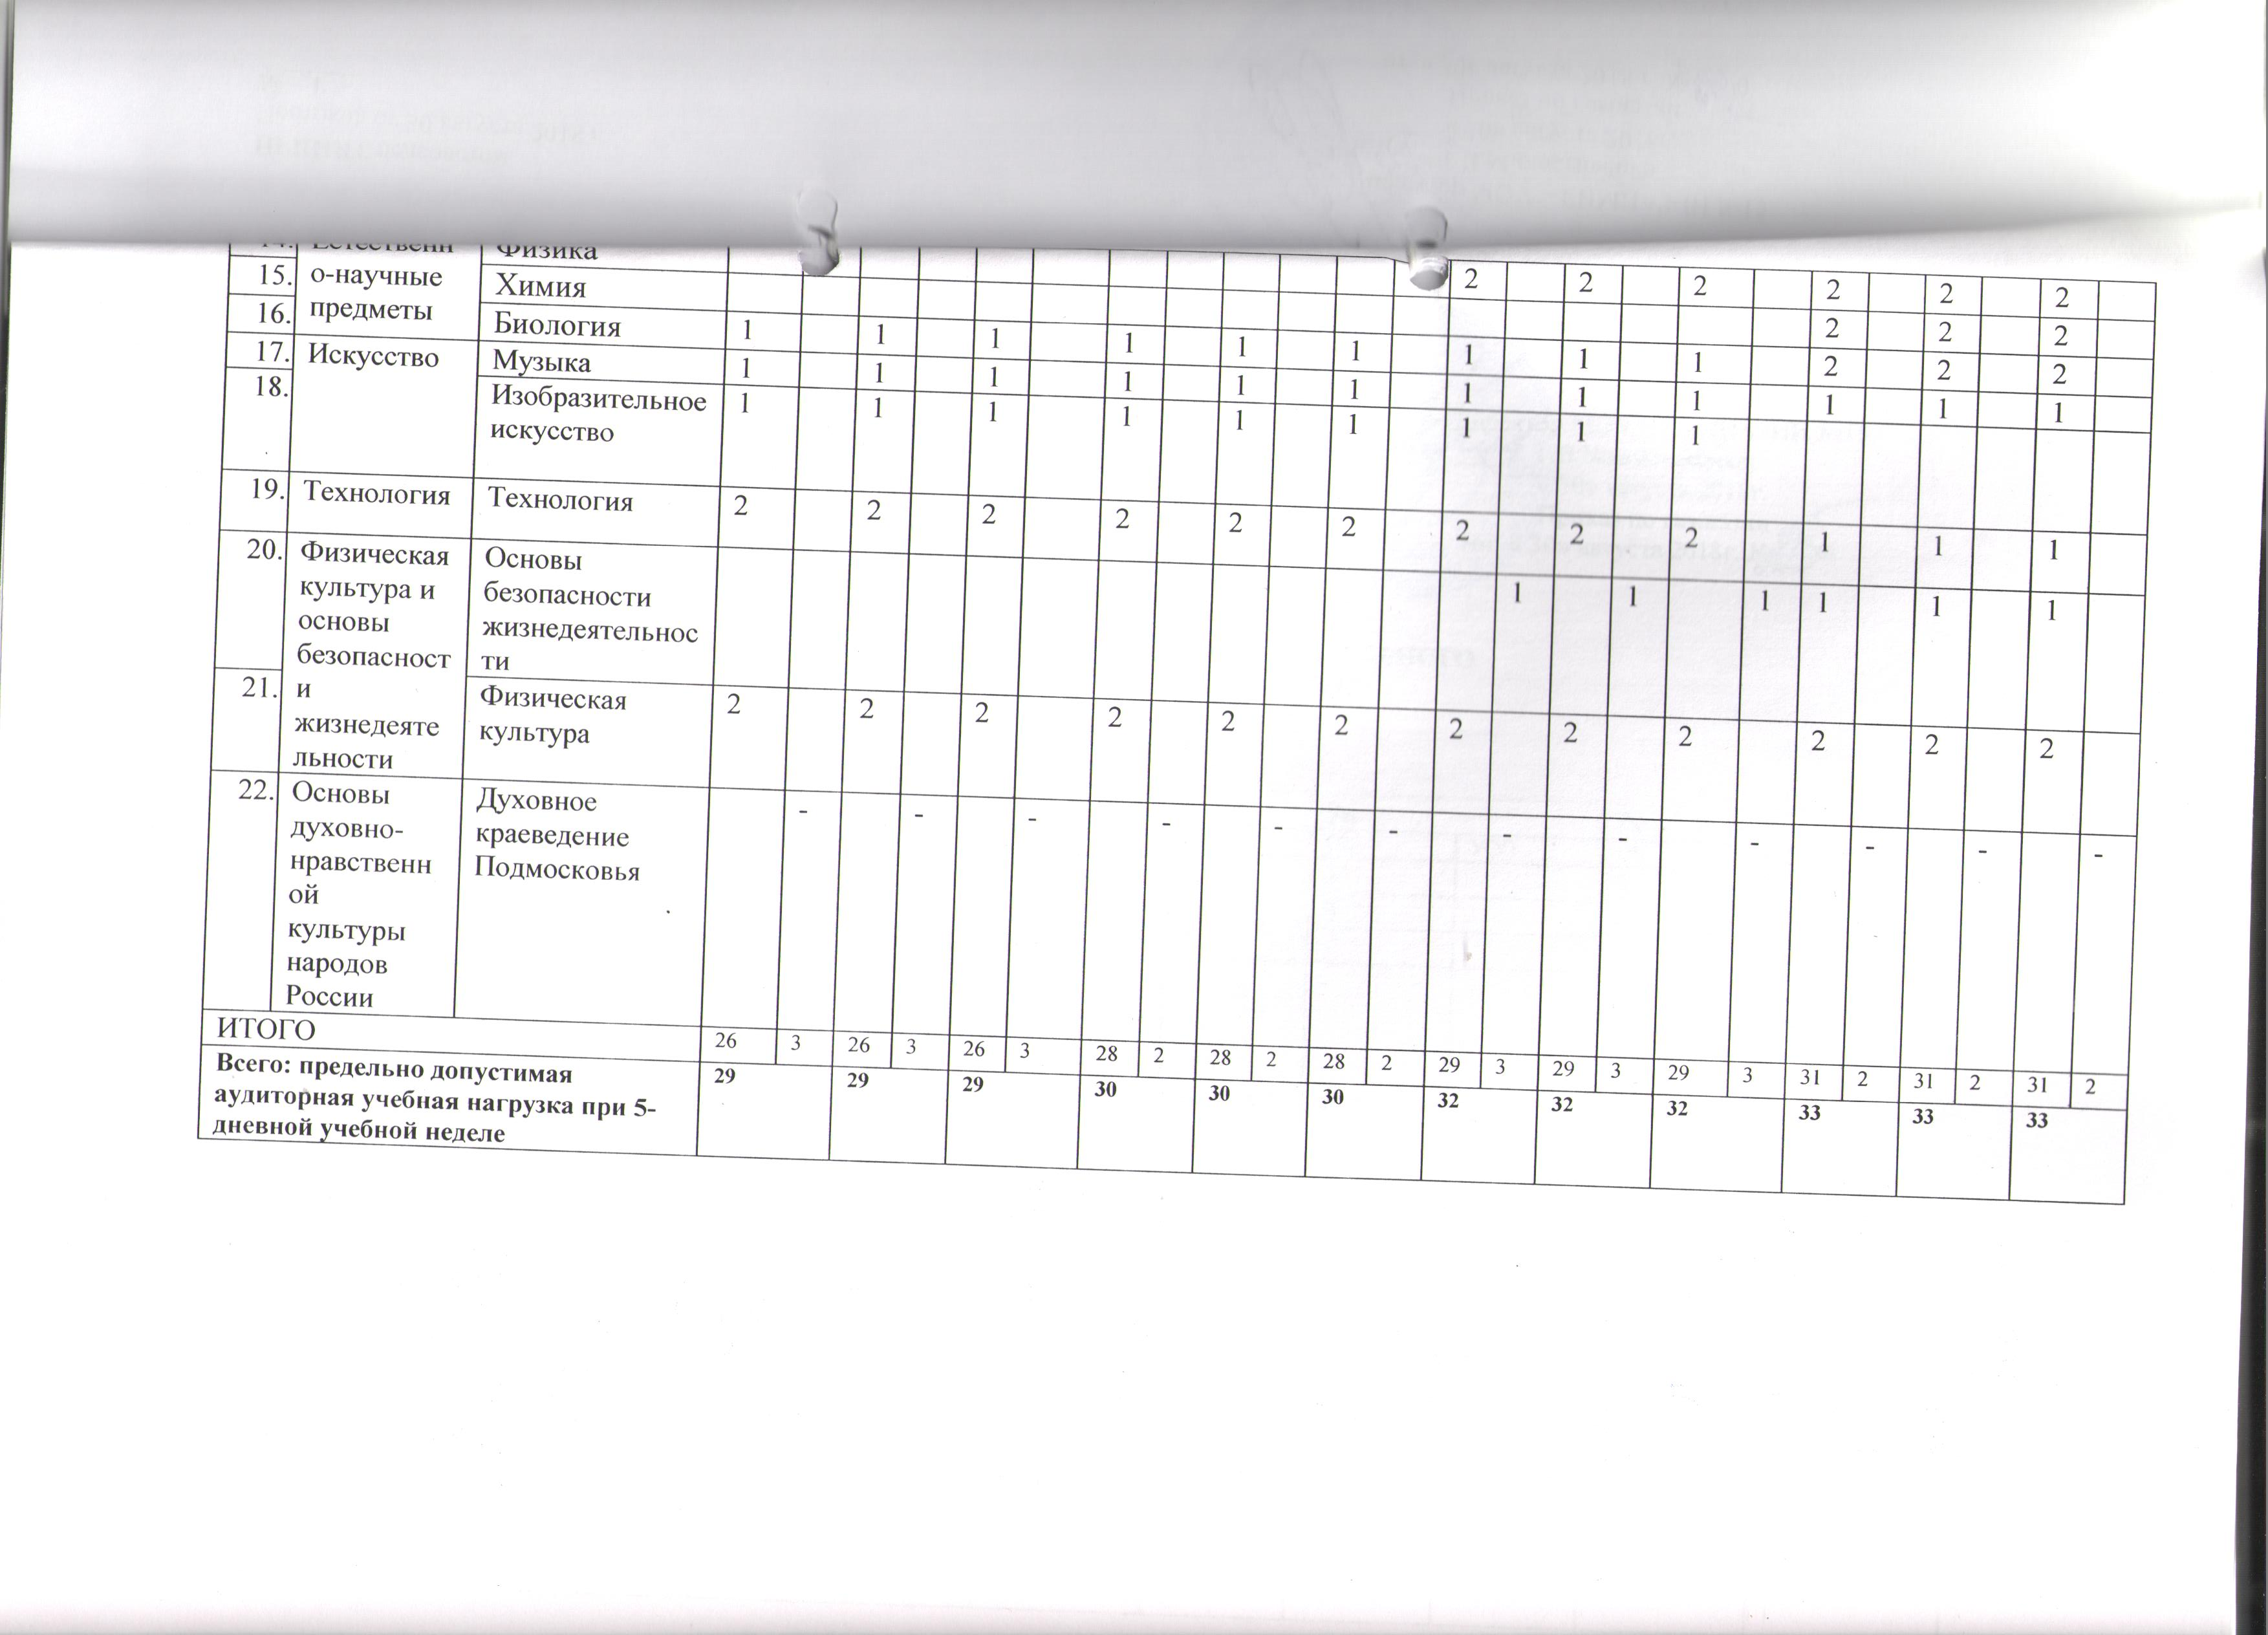 Физика 2 2 2 2 2 2
15. о-научные Химия 2 2 2
предметы
16. Биология 1 1 1 1 1 1 1 1 1 2 2 2
17. Искусство Музыка 1 1 1 1 1 1 1 1 1 1 1 1
18. Изобразительное 1 1 1 1 1 1 1 1 1
искусство
19. Технология Технология 2 2 2 2 2 2 2 2 2 1 1 1
20. Физическая Основы 1 1 1 1 1 1
культура и безопасности
основы жизнедеятельнос
безопасност ти
21. и Физическая 2 2 2 2 2 2 2 2 2 2 2 2
жизнедеяте культура
льности
22. Основы Духовное - - - - - - - - - - - -
духовно- краеведение
нравственн Подмосковья
ой
культуры
народов
России
ИТОГО 26 3 26 3 26 3 28 2 28 2 28 2 29 3 29 3 29 3 31 2 31 2 31 2
Всего: предельно допустимая 29 29 29 30 30 30 32 32 32 33 33 33
аудиторная учебная нагрузка при 5-
дневной учебной неделе